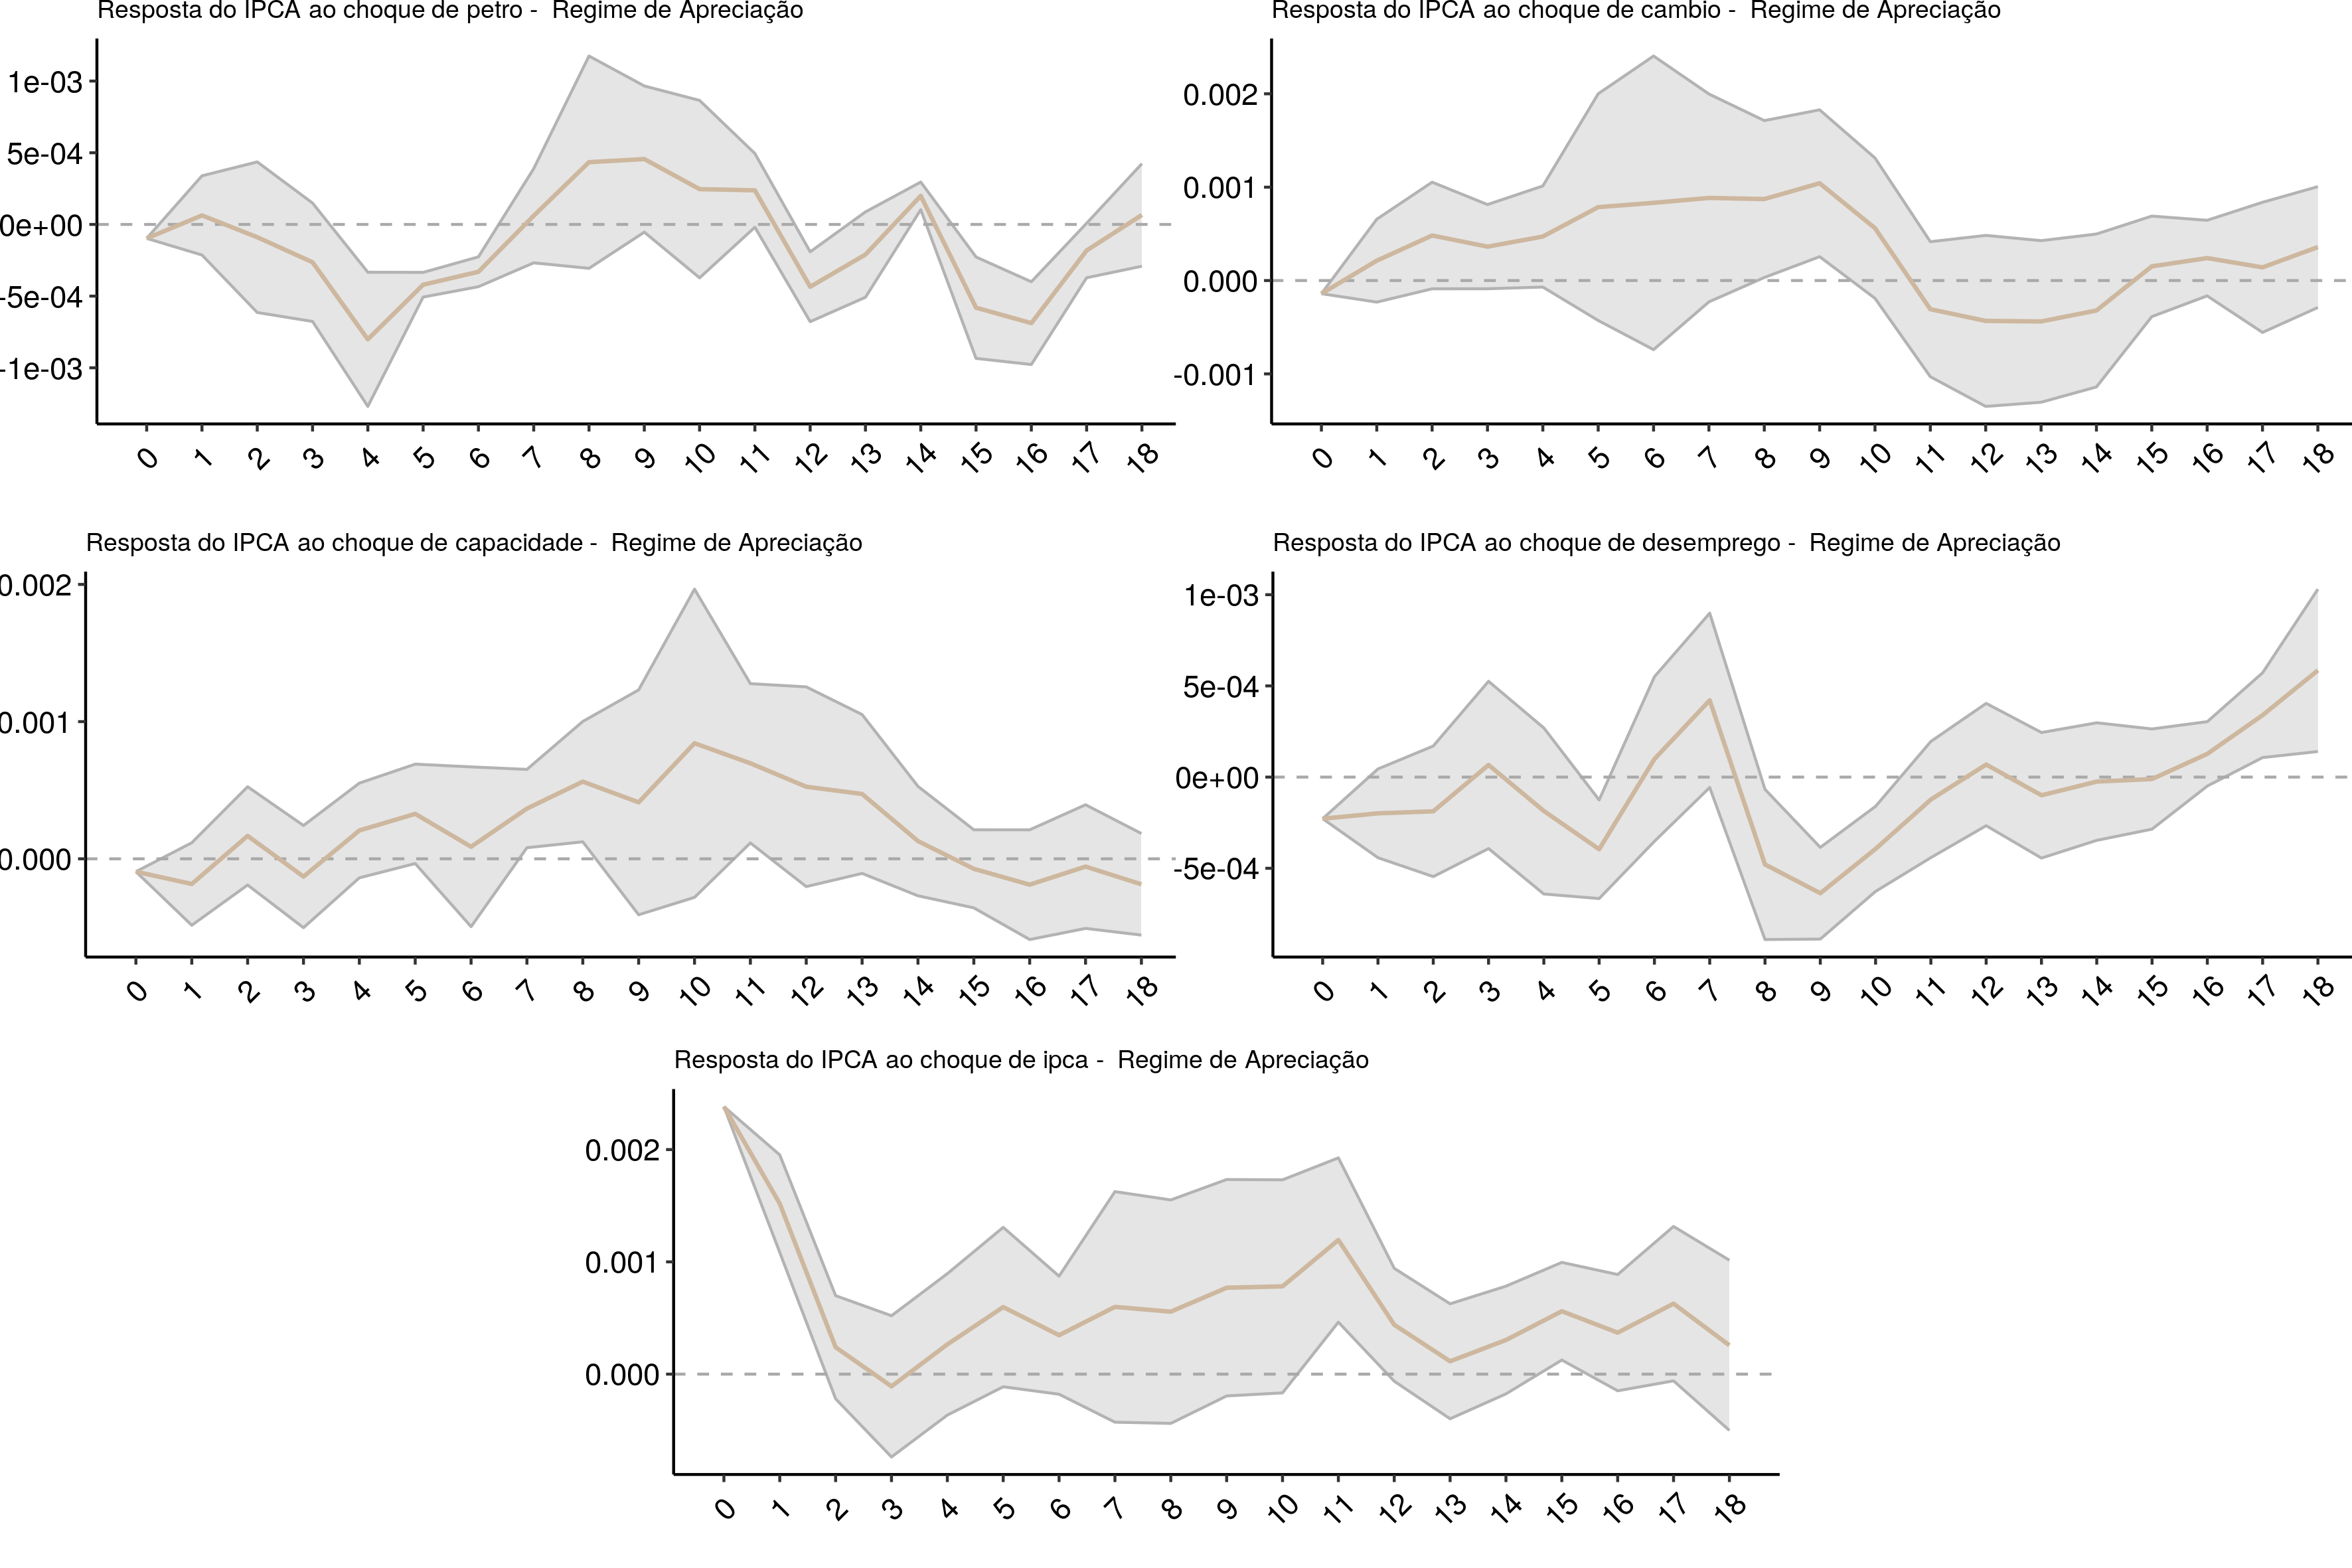 Resposta do IPCA ao choque de petro -  Regime de Apreciação
1e-03
5e-04
0e+00
-5e-04
-1e-03
0 1 2 3 4 5 6 7 8 9 10 11 12 13 14 15 16 17 18
Resposta do IPCA ao choque de cambio -  Regime de Apreciação
0.002
0.001
0.000
-0.001
0 1 2 3 4 5 6 7 8 9 10 11 12 13 14 15 16 17 18
Resposta do IPCA ao choque de capacidade -  Regime de Apreciação
0.002
0.001
0.000
0 1 2 3 4 5 6 7 8 9 10 11 12 13 14 15 16 17 18
Resposta do IPCA ao choque de desemprego -  Regime de Apreciação
1e-03
5e-04
0e+00
-5e-04
0 1 2 3 4 5 6 7 8 9 10 11 12 13 14 15 16 17 18
Resposta do IPCA ao choque de ipca -  Regime de Apreciação
0.002
0.001
0.000
0 1 2 3 4 5 6 7 8 9 10 11 12 13 14 15 16 17 18